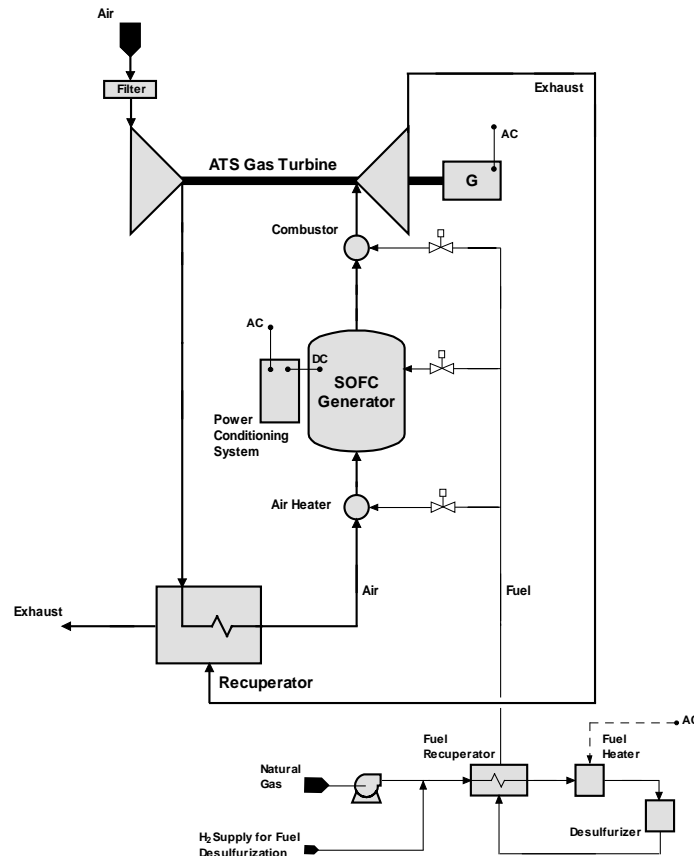 Air
Filter
Exhaust
AC
ATS Gas Turbine
G
Combustor
AC
DC
SOFC
Generator
Power
Conditioning
System
Air Heater
Air
Fuel
Exhaust
Recuperator
AC
Fuel
Recuperator
Fuel
Heater
Natural
Gas
Desulfurizer
H₂ Supply for Fuel
Desulfurization